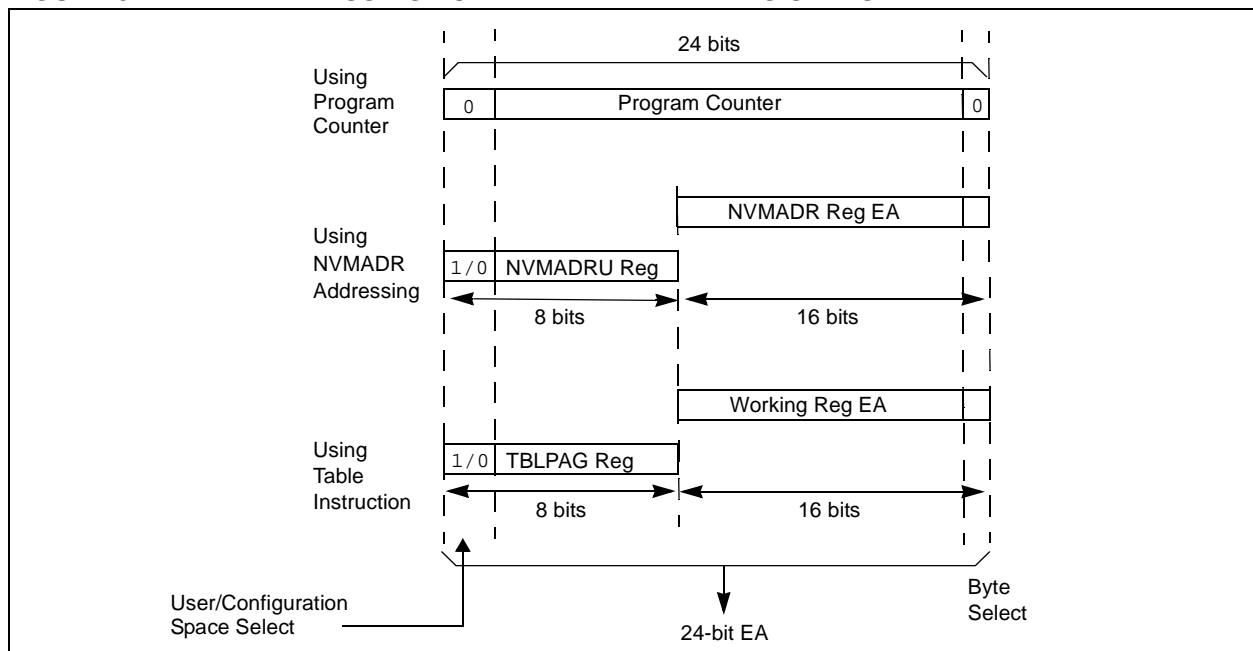 24 bits
Using
Program
Counter
0
Program Counter
0
NVMADR Reg EA
Using
NVMADR
Addressing
1/0
NVMADRU Reg
8 bits
16 bits
Working Reg EA
Using
Table
Instruction
1/0
TBLPAG Reg
8 bits
16 bits
User/Configuration
Space Select
24-bit EA
Byte
Select